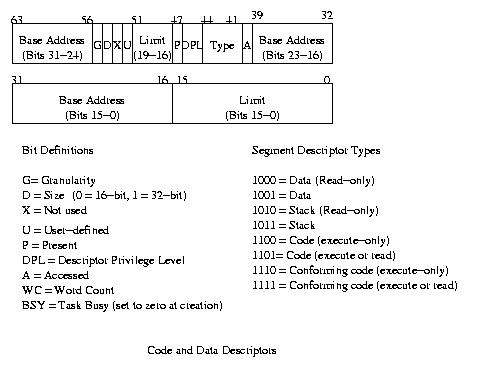 63 56 51 47 44 41 39 32
Base Address G D X U Limit P DPL Type A Base Address
(Bits 31-24) (19-16) (Bits 23-16)
31 16 15 0
Base Address Limit
(Bits 15-0) (Bits 15-0)
Bit Definitions
G= Granularity
D = Size (0 = 16-bit, 1 = 32-bit)
X = Not used
U = User-defined
P = Present
DPL = Descriptor Privilege Level
A = Accessed
WC = Word Count
BSY = Task Busy (set to zero at creation)
Segment Descriptor Types
1000 = Data (Read-only)
1001 = Data
1010 = Stack (Read-only)
1011 = Stack
1100 = Code (execute-only)
1101= Code (execute or read)
1110 = Conforming code (execute-only)
1111 = Conforming code (execute or read)
Code and Data Descriptors